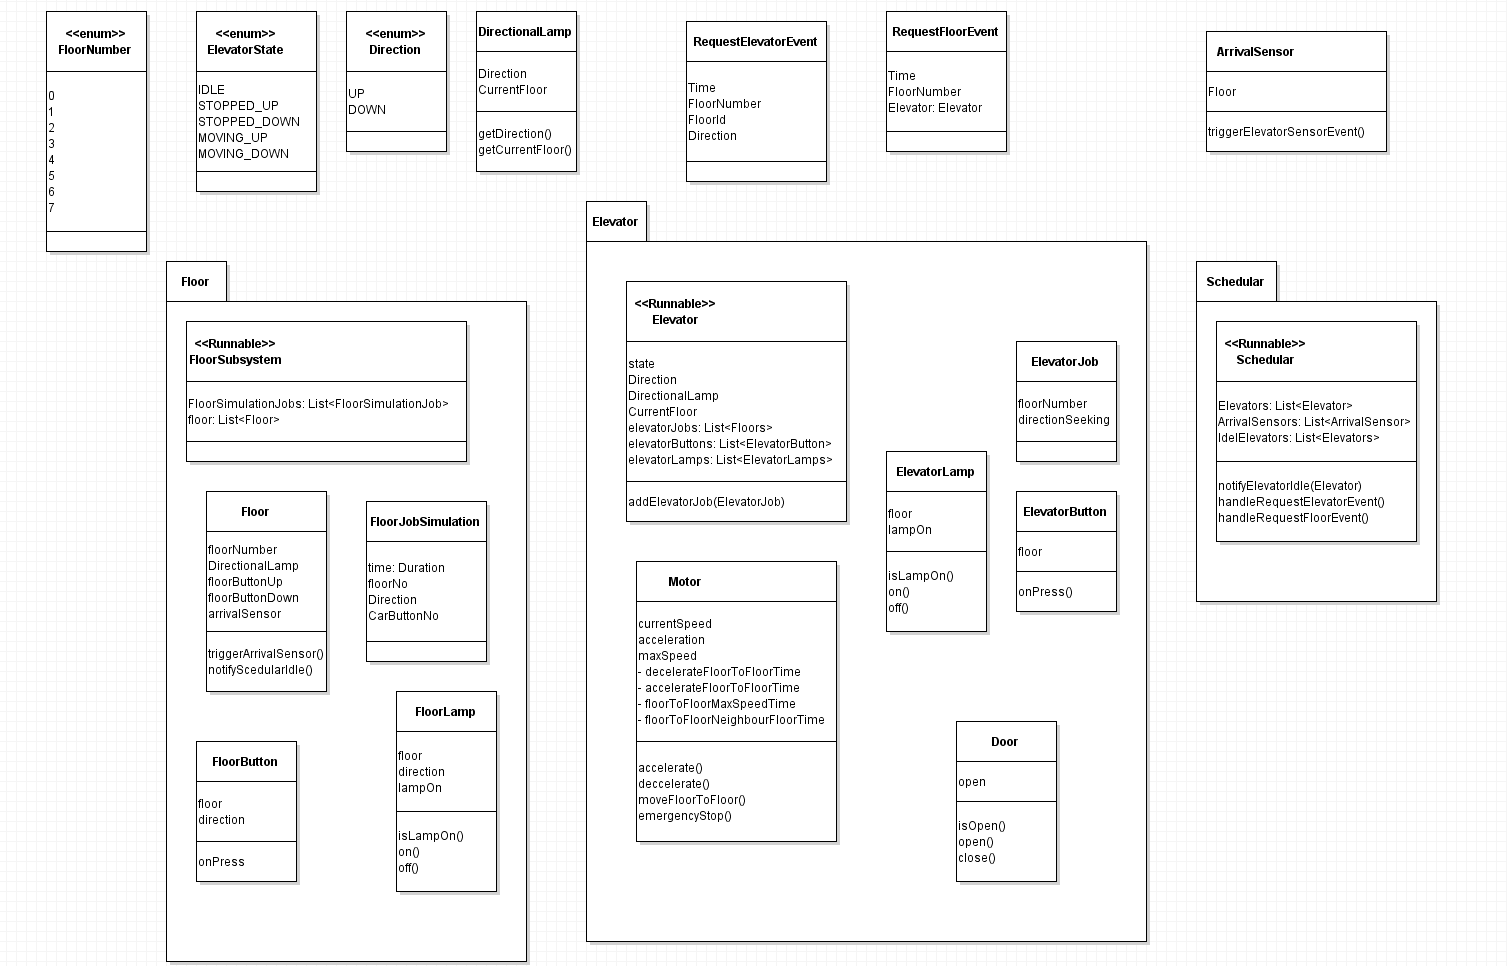 <<enum>>
FloorNumber
0
1
2
3
4
5
6
7
<<enum>>
ElevatorState
IDLE
STOPPED_UP
STOPPED_DOWN
MOVING_UP
MOVING_DOWN
<<enum>>
Direction
UP
DOWN
DirectionalLamp
Direction
CurrentFloor
getDirection()
getCurrentFloor()
RequestElevatorEvent
Time
FloorNumber
FloorId
Direction
RequestFloorEvent
Time
FloorNumber
Elevator: Elevator
ArrivalSensor
Floor
triggerElevatorSensorEvent()
Floor
<<Runnable>>
FloorSubsystem
FloorSimulationJobs: List<FloorSimulationJob>
floor: List<Floor>
Floor
floorNumber
DirectionalLamp
floorButtonUp
floorButtonDown
arrivalSensor
triggerArrivalSensor()
notifyScedularIdle()
FloorJobSimulation
time: Duration
floorNo
Direction
CarButtonNo
FloorLamp
floor
direction
lampOn
isLampOn()
on()
off()
FloorButton
floor
direction
onPress
Elevator
<<Runnable>>
Elevator
state
Direction
DirectionalLamp
CurrentFloor
elevatorJobs: List<Floors>
elevatorButtons: List<ElevatorButton>
elevatorLamps: List<ElevatorLamps>
addElevatorJob(ElevatorJob)
Motor
currentSpeed
acceleration
maxSpeed
- decelerateFloorToFloorTime
- accelerateFloorToFloorTime
- floorToFloorMaxSpeedTime
- floorToFloorNeighbourFloorTime
accelerate()
deccelerate()
moveFloorToFloor()
emergencyStop()
ElevatorLamp
floor
lampOn
isLampOn()
on()
off()
ElevatorJob
floorNumber
directionSeeking
ElevatorButton
floor
onPress()
Door
open
isOpen()
open()
close()
Schedular
<<Runnable>>
Schedular
Elevators: List<Elevator>
ArrivalSensors: List<ArrivalSensor>
IdelElevators: List<Elevators>
notifyElevatorIdle(Elevator)
handleRequestElevatorEvent()
handleRequestFloorEvent()